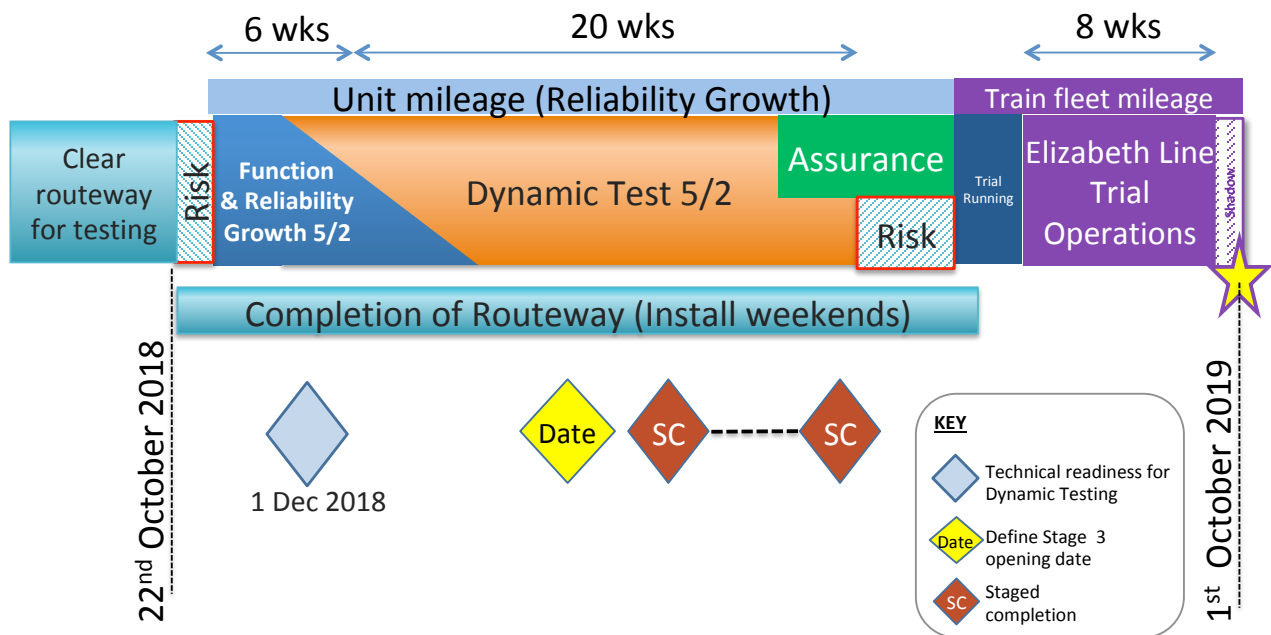 6 wks
20 wks
8 wks
Unit mileage (Reliability Growth)
Train fleet mileage
Clear
routeway
for testing
Risk
Function
& Reliability
Growth 5/2
Dynamic Test 5/2
Assurance
Risk
Trial
Running
Elizabeth Line
Trial
Operations
Shadow
Completion of Routeway (Install weekends)
22nd October 2018
1 Dec 2018
Date
SC
SC
1st October 2019
KEY
Technical readiness for
Dynamic Testing
Date
Define Stage 3
opening date
SC
Staged
completion